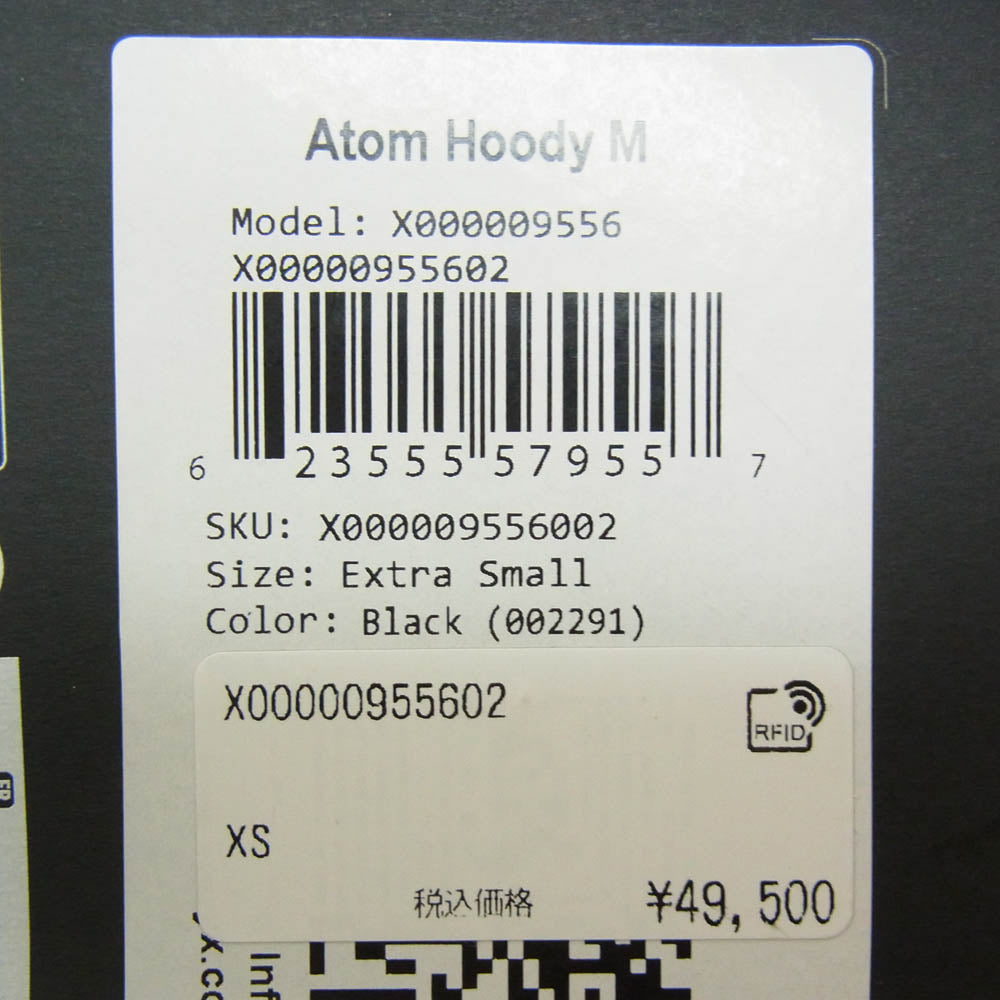 Atom Hoody M
Model: X000009556
X00000955602
6 23555 57955 7
SKU: X000009556002
Size: Extra Small
Color: Black (002291)
X00000955602
RFID
XS
税込価格 ¥49,500